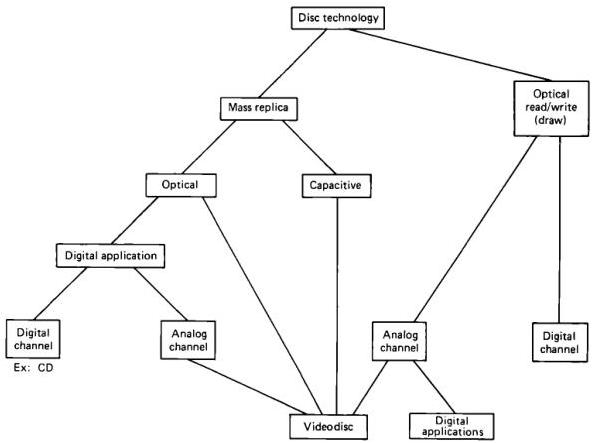 Disc technology
Mass replica
Optical
read/write
(draw)
Optical
Capacitive
Digital application
Digital
channel
Ex: CD
Analog
channel
Analog
channel
Digital
channel
Videodisc
Digital
applications